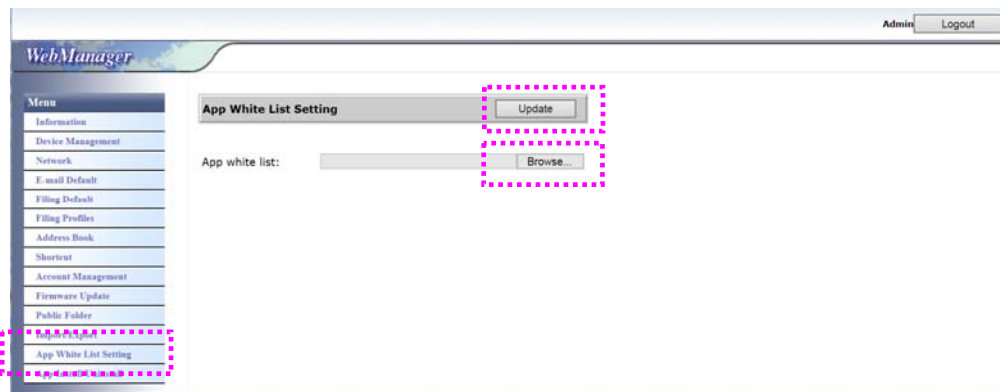 Admin Logout
WebManager
Menu
Information
Device Management
Network
E-mail Default
Filing Default
Filing Profiles
Address Book
Shortcut
Account Management
Firmware Update
Public Folder
Import/Export
App White List Setting
App White List Setting Update
App white list: Browse...